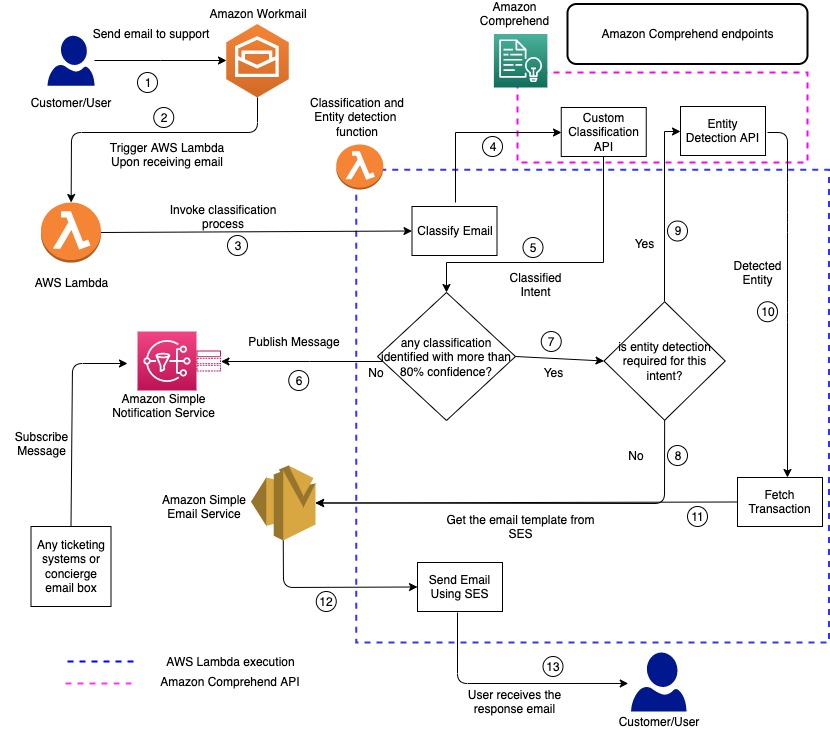 Amazon Workmail
Send email to support
1
Customer/User
2
Trigger AWS Lambda
Upon receiving email
Amazon
Comprehend
Amazon Comprehend endpoints
Classification and
Entity detection
function
Custom
Classification
API
Entity
Detection API
4
Invoke classification
process
3
AWS Lambda
Classify Email
5
Classified
Intent
Yes
9
Detected
Entity
10
Publish Message
6
No
any classification
identified with more than
80% confidence?
7
Yes
is entity detection
required for this
intent?
Amazon Simple
Notification Service
Subscribe
Message
No
8
Amazon Simple
Email Service
Get the email template from
SES
11
Fetch
Transaction
Any ticketing
systems or
concierge
email box
12
Send Email
Using SES
AWS Lambda execution
Amazon Comprehend API
13
User receives the
response email
Customer/User